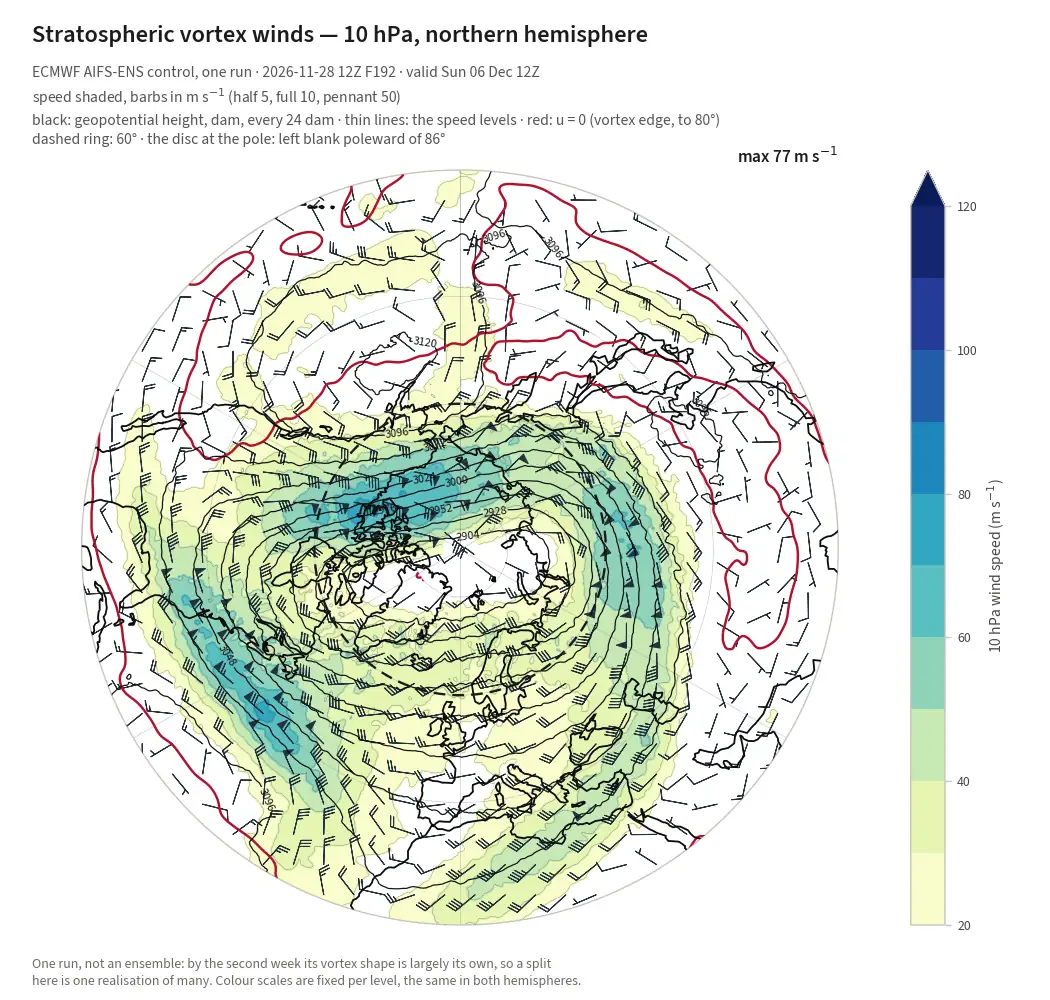 Stratospheric vortex winds — 10 hPa, northern hemisphere
ECMWF AIFS-ENS control, one run · 2026-11-28 12Z F192 · valid Sun 06 Dec 12Z
speed shaded, barbs in m s⁻¹ (half 5, full 10, pennant 50)
black: geopotential height, dam, every 24 dam · thin lines: the speed levels · red: u = 0 (vortex edge, to 80°)
dashed ring: 60° · the disc at the pole: left blank poleward of 86°
max 77 m s⁻¹
3096
3096
3096
3120
3096
3000
2952
2928
2904
3048
3096
120
100
80
60
40
20
10 hPa wind speed (m s⁻¹)
One run, not an ensemble: by the second week its vortex shape is largely its own, so a split
here is one realisation of many. Colour scales are fixed per level, the same in both hemispheres.